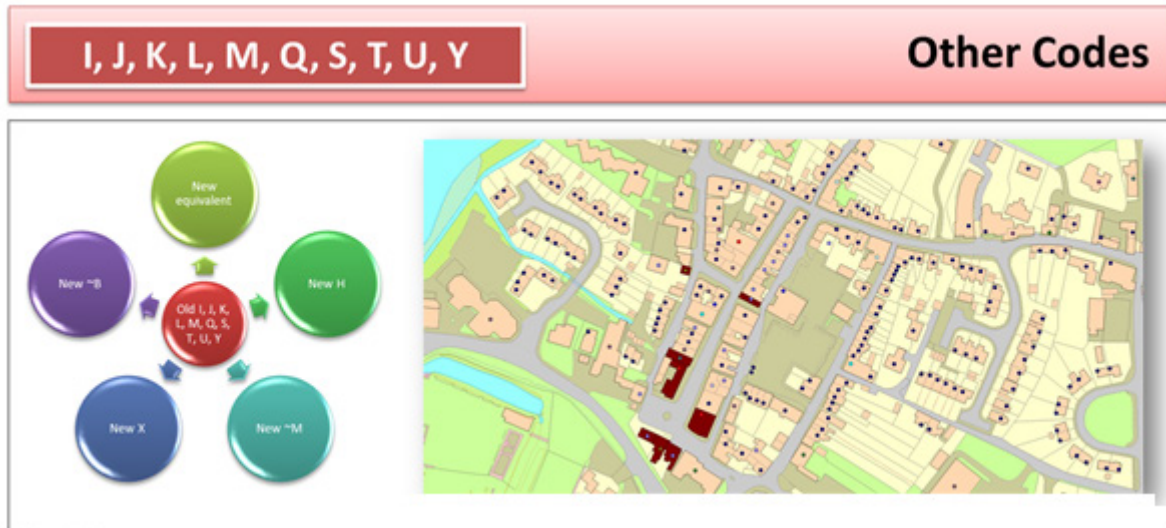 I, J, K, L, M, Q, S, T, U, Y
Other Codes
New
equivalent
New ~B
New H
Old I, J, K,
L, M, Q, S,
T, U, Y
New X
New ~M